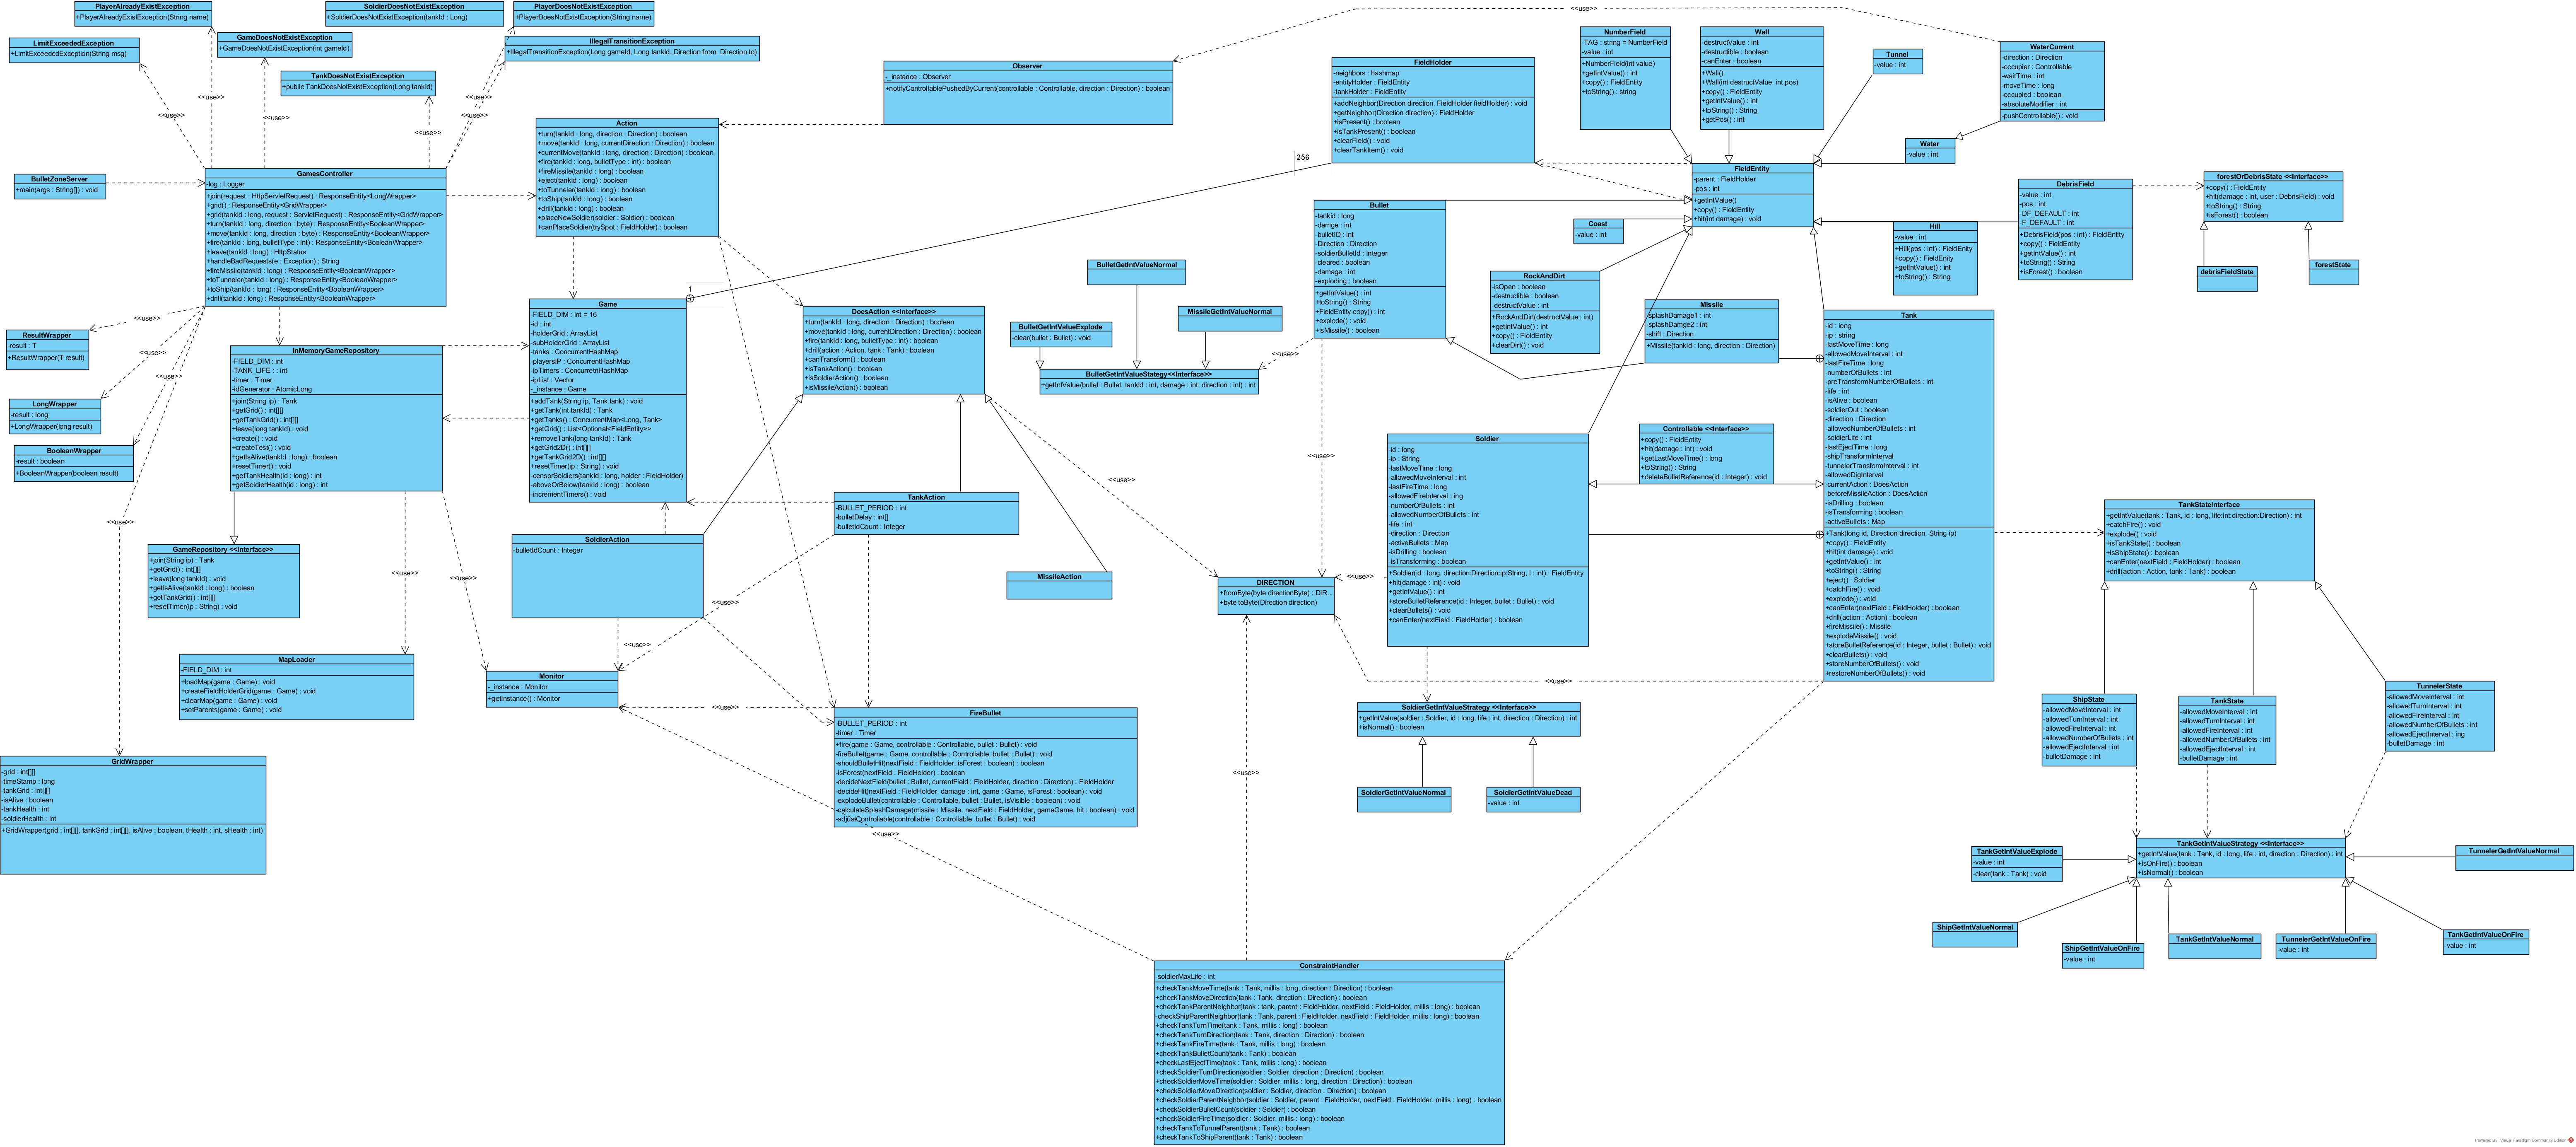 PlayerAlreadyExistException
+PlayerAlreadyExistException(String name)
SoldierDoesNotExistException
+SoldierDoesNotExistException(tankId : Long)
PlayerDoesNotExistException
+PlayerDoesNotExistException(String name)
LimitExceededException
+LimitExceededException(String msg)
GameDoesNotExistException
+GameDoesNotExistException(int gameId)
IllegalTransitionException
+IllegalTransitionException(Long gameId, Long tankId, Direction from, Direction to)
TankDoesNotExistException
+public TankDoesNotExistException(Long tankId)
<<use>>
<<use>>
<<use>>
<<use>>
<<use>>
<<use>>
<<use>>
BulletZoneServer
+main(args : String[]) : void
GamesController
-log : Logger
+join(request : HttpServletRequest) : ResponseEntity<LongWrapper>
+grid() : ResponseEntity<GridWrapper>
+grid(tankId : long, request : ServletRequest) : ResponseEntity<GridWrapper>
+turn(tankId : long, direction : byte) : ResponseEntity<BooleanWrapper>
+move(tankId : long, direction : byte) : ResponseEntity<BooleanWrapper>
+fire(tankId : long, bulletType : int) : ResponseEntity<BooleanWrapper>
+leave(tankId : long) : HttpStatus
+handleBadRequests(e : Exception) : String
+fireMissile(tankId : long) : ResponseEntity<BooleanWrapper>
+toTunneler(tankId : long) : ResponseEntity<BooleanWrapper>
+toShip(tankId : long) : ResponseEntity<BooleanWrapper>
+drill(tankId : long) : ResponseEntity<BooleanWrapper>
Observer
-_instance : Observer
+notifyControllablePushedByCurrent(controllable : Controllable, direction : Direction) : boolean
Action
+turn(tankId : long, direction : Direction) : boolean
+move(tankId : long, currentDirection : Direction) : boolean
+currentMove(tankId : long, direction : Direction) : boolean
+fire(tankId : long, bulletType : int) : boolean
+fireMissile(tankId : long) : boolean
+eject(tankId : long) : boolean
+toTunneler(tankId : long) : boolean
+toShip(tankId : long) : boolean
+drill(tankId : long) : boolean
+placeNewSoldier(soldier : Soldier) : boolean
+canPlaceSoldier(trySpot : FieldHolder) : boolean
FieldHolder
-neighbors : hashmap
-entityHolder : FieldEntity
-tankHolder : FieldEntity
+addNeighbor(Direction direction, FieldHolder fieldHolder) : void
+getNeighbor(Direction direction) : FieldHolder
+isPresent() : boolean
+isTankPresent() : boolean
+clearField() : void
+clearTankItem() : void
256
1
NumberField
-TAG : string = NumberField
-value : int
+NumberField(int value)
+getIntValue() : int
+copy() : FieldEntity
+toString() : string
Wall
-destructValue : int
-destructible : boolean
-canEnter : boolean
+Wall()
+Wall(int destructValue, int pos)
+copy() : FieldEntity
+getIntValue() : int
+toString() : String
+getPos() : int
Tunnel
-value : int
WaterCurrent
-direction : Direction
-occupier : Controllable
-waitTime : int
-moveTime : long
-occupied : boolean
-absoluteModifier : int
-pushControllable() : void
Water
-value : int
FieldEntity
-parent : FieldHolder
-pos : int
+getIntValue()
+copy() : FieldEntity
+hit(int damage) : void
DebrisField
-value : int
-pos : int
-DF_DEFAULT : int
-F_DEFAULT : int
+DebrisField(pos : int) : FieldEntity
+copy() : FieldEntity
+getIntValue() : int
+toString() : String
+isForest() : boolean
forestOrDebrisState <<Interface>>
+copy() : FieldEntity
+hit(damage : int, user : DebrisField) : void
+toString() : String
+isForest() : boolean
debrisFieldState
forestState
Hill
-value : int
+Hill(pos : int) : FieldEnity
+copy() : FieldEnity
+getIntValue() : int
+toString() : String
Coast
-value : int
Bullet
-tankid : long
-damge : int
-bulletID : int
-Direction : Direction
-soldierBulletId : Integer
-cleared : boolean
-damage : int
-exploding : boolean
+getIntValue() : int
+toString() : String
+FieldEntity copy() : int
+explode() : void
+isMissile() : boolean
RockAndDirt
-isOpen : boolean
-destructible : boolean
-destructValue : int
+RockAndDirt(destructValue : int)
+getIntValue() : int
+copy() : FieldEntity
+clearDirt() : void
Missile
-splashDamage1 : int
-splashDamge2 : int
-shift : Direction
+Missile(tankId : long, direction : Direction)
BulletGetIntValueNormal
MissileGetIntValueNormal
BulletGetIntValueExplode
-clear(bullet : Bullet) : void
BulletGetIntValueStategy<<Interface>>
+getIntValue(bullet : Bullet, tankId : int, damage : int, direction : int) : int
<<use>>
ResultWrapper
-result : T
+ResultWrapper(T result)
LongWrapper
-result : long
+LongWrapper(long result)
BooleanWrapper
-result : boolean
+BooleanWrapper(boolean result)
<<use>>
<<use>>
<<use>>
<<use>>
InMemoryGameRepository
-FIELD_DIM : int
-TANK_LIFE : : int
-timer : Timer
-idGenerator : AtomicLong
+join(String ip) : Tank
+getGrid() : int[][]
+getTankGrid() : int[][]
+leave(long tankId) : void
+create() : void
+createTest() : void
+getIsAlive(tankId : long) : boolean
+resetTimer() : void
+getTankHealth(id : long) : int
+getSoldierHealth(id : long) : int
Game
-FIELD_DIM : int = 16
-id : int
-holderGrid : ArrayList
-subHolderGrid : ArrayList
-tanks : ConcurrentHashMap
-playersIP : ConcurrentHashMap
-ipTimers : ConcurretnHashMap
-ipList : Vector
-_instance : Game
+addTank(String ip, Tank tank) : void
+getTank(int tankId) : Tank
+getTanks() : ConcurrentMap<Long, Tank>
+getGrid() : List<Optional<FieldEntity>>
+removeTank(long tankId) : Tank
+getGrid2D() : int[][]
+getTankGrid2D() : int[][]
+resetTimer(ip : String) : void
-censorSoldiers(tankId : long, holder : FieldHolder)
-aboveOrBelow(tankId : long) : boolean
-incrementTimers() : void
DoesAction <<Interface>>
+turn(tankId : long, direction : Direction) : boolean
+move(tankId : long, currentDirection : Direction) : boolean
+fire(tankId : long, bulletType : int) : boolean
+drill(action : Action, tank : Tank) : boolean
+canTransform() : boolean
+isTankAction() : boolean
+isSoldierAction() : boolean
+isMissileAction() : boolean
TankAction
-BULLET_PERIOD : int
-bulletDelay : int[]
-bulletIdCount : Integer
SoldierAction
-bulletIdCount : Integer
MissileAction
<<use>>
<<use>>
<<use>>
<<use>>
<<use>>
<<use>>
<<use>>
GameRepository <<Interface>>
+join(String ip) : Tank
+getGrid() : int[][]
+leave(long tankId) : void
+getIsAlive(tankId : long) : boolean
+getTankGrid() : int[][]
+resetTimer(ip : String) : void
MapLoader
-FIELD_DIM : int
+loadMap(game : Game) : void
+createFieldHolderGrid(game : Game) : void
+clearMap(game : Game) : void
+setParents(game : Game) : void
Monitor
-_instance : Monitor
+getInstance() : Monitor
<<use>>
FireBullet
-BULLET_PERIOD : int
-timer : Timer
+fire(game : Game, controllable : Controllable, bullet : Bullet) : void
-fireBullet(game : Game, controllable : Controllable, bullet : Bullet) : void
-shouldBulletHit(nextField : FieldHolder, isForest : boolean) : boolean
-isForest(nextField : FieldHolder) : boolean
-decideNextField(bullet : Bullet, currentField : FieldHolder, direction : Direction) : FieldHolder
-decideHit(nextField : FieldHolder, damage : int, game : Game, isForest : boolean) : void
-explodeBullet(controllable : Controllable, bullet : Bullet, isVisible : boolean) : void
-calculateSplashDamage(missile : Missile, nextField : FieldHolder, gameGame, hit : boolean) : void
-adjustControllable(controllable : Controllable, bullet : Bullet) : void
<<use>>
GridWrapper
-grid : int[][]
-timeStamp : long
-tankGrid : int[][]
-isAlive : boolean
-tankHealth : int
-soldierHealth : int
+GridWrapper(grid : int[][], tankGrid : int[][], isAlive : boolean, tHealth : int, sHealth : int)
DIRECTION
+fromByte(byte directionByte) : DIR...
+byte toByte(Direction direction)
Soldier
-id : long
-ip : String
-lastMoveTime : long
-allowedMoveInterval : int
-lastFireTime : long
-allowedFireInterval : ing
-numberOfBullets : int
-allowedNumberOfBullets : int
-life : int
-direction : Direction
-activeBullets : Map
-isDrilling : boolean
-isTransforming : boolean
+Soldier(id : long, direction:Direction:ip:String, l : int) : FieldEntity
+hit(damage : int) : void
+getIntValue() : int
+storeBulletReference(id : Integer, bullet : Bullet) : void
+clearBullets() : void
+canEnter(nextField : FieldHolder) : boolean
Controllable <<Interface>>
+copy() : FieldEntity
+hit(damage : int) : void
+getLastMoveTime() : long
+toString() : String
+deleteBulletReference(id : Integer) : void
Tank
-id : long
-ip : string
-lastMoveTime : long
-allowedMoveInterval : int
-lastFireTime : long
-numberOfBullets : int
-preTransformNumberOfBullets : int
-life : int
-isAlive : boolean
-soldierOut : boolean
-direction : Direction
-allowedNumberOfBullets : int
-soldierLife : int
-lastEjectTime : long
-shipTransformInterval
-tunnelerTransformInterval : int
-allowedDigInterval
-currentAction : DoesAction
-beforeMissileAction : DoesAction
-isDrilling : boolean
-isTransforming : boolean
-activeBullets : Map
+Tank(long id, Direction direction, String ip)
+copy() : FieldEntity
+hit(int damage) : void
+getIntValue() : int
+toString() : String
+eject() : Soldier
+catchFire() : void
+explode() : void
+canEnter(nextField : FieldHolder) : boolean
+drill(action : Action) : boolean
+fireMissile() : Missile
+explodeMissile() : void
+storeBulletReference(id : Integer, bullet : Bullet) : void
+clearBullets() : void
+storeNumberOfBullets() : void
+restoreNumberOfBullets() : void
TankStateInterface
+getIntValue(tank : Tank, id : long, life:int:direction:Direction) : int
+catchFire() : void
+explode() : void
+isTankState() : boolean
+isShipState() : boolean
+canEnter(nextField : FieldHolder) : boolean
+drill(action : Action, tank : Tank) : boolean
<<use>>
<<use>>
SoldierGetIntValueStrategy <<Interface>>
+getIntValue(soldier : Soldier, id : long, life : int, direction : Direction) : int
+isNormal() : boolean
SoldierGetIntValueNormal
SoldierGetIntValueDead
-value : int
ShipState
-allowedMoveInterval : int
-allowedTurnInterval : int
-allowedFireInterval : int
-allowedNumberOfBullets : int
-allowedEjectInterval : int
-bulletDamage : int
TankState
-allowedMoveInterval : int
-allowedTurnInterval : int
-allowedFireInterval : int
-allowedNumberOfBullets : int
-allowedEjectInterval : int
-bulletDamage : int
TunnelerState
-allowedMoveInterval : int
-allowedTurnInterval : int
-allowedFireInterval : int
-allowedNumberOfBullets : int
-allowedEjectInterval : ing
-bulletDamage : int
TankGetIntValueStrategy <<Interface>>
+getIntValue(tank : Tank, id : long, life : int, direction : Direction) : int
+isOnFire() : boolean
+isNormal() : boolean
TankGetIntValueExplode
-value : int
-clear(tank : Tank) : void
TunnelerGetIntValueNormal
ShipGetIntValueNormal
ShipGetIntValueOnFire
-value : int
TankGetIntValueNormal
TunnelerGetIntValueOnFire
-value : int
TankGetIntValueOnFire
-value : int
ConstraintHandler
-soldierMaxLife : int
+checkTankMoveTime(tank : Tank, millis : long, direction : Direction) : boolean
+checkTankMoveDirection(tank : Tank, direction : Direction) : boolean
+checkTankParentNeighbor(tank : tank, parent : FieldHolder, nextField : FieldHolder, millis : long) : boolean
-checkShipParentNeighbor(tank : Tank, parent : FieldHolder, nextField : FieldHolder, millis : long) : boolean
+checkTankTurnTime(tank : Tank, millis : long) : boolean
+checkTankTurnDirection(tank : Tank, direction : Direction) : boolean
+checkTankFireTime(tank : Tank, millis : long) : boolean
+checkTankBulletCount(tank : Tank) : boolean
+checkLastEjectTime(tank : Tank, millis : long) : boolean
+checkSoldierTurnDirection(soldier : Soldier, direction : Direction) : boolean
+checkSoldierMoveTime(soldier : Soldier, millis : long, direction : Direction) : boolean
+checkSoldierMoveDirection(soldier : Soldier, direction : Direction) : boolean
+checkSoldierParentNeighbor(soldier : Soldier, parent : FieldHolder, nextField : FieldHolder, millis : long) : boolean
+checkSoldierBulletCount(soldier : Soldier) : boolean
+checkSoldierFireTime(soldier : Soldier, millis : long) : boolean
+checkTankToTunnelParent(tank : Tank) : boolean
+checkTankToShipParent(tank : Tank) : boolean
Powered By Visual Paradigm Community Edition